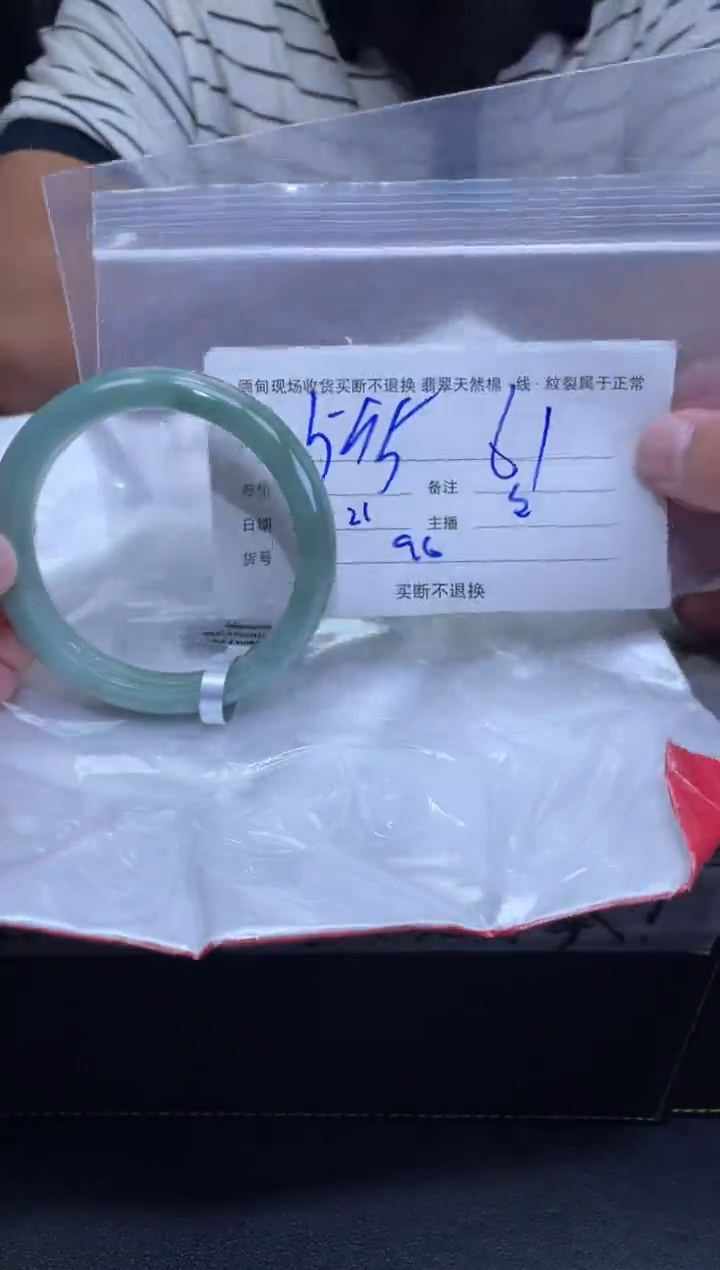 缅甸现场收货买断不退换 翡翠天然棉·线·纹裂属于正常
555 61
备注 5
日期 21 主播
货号 96
买断不退换